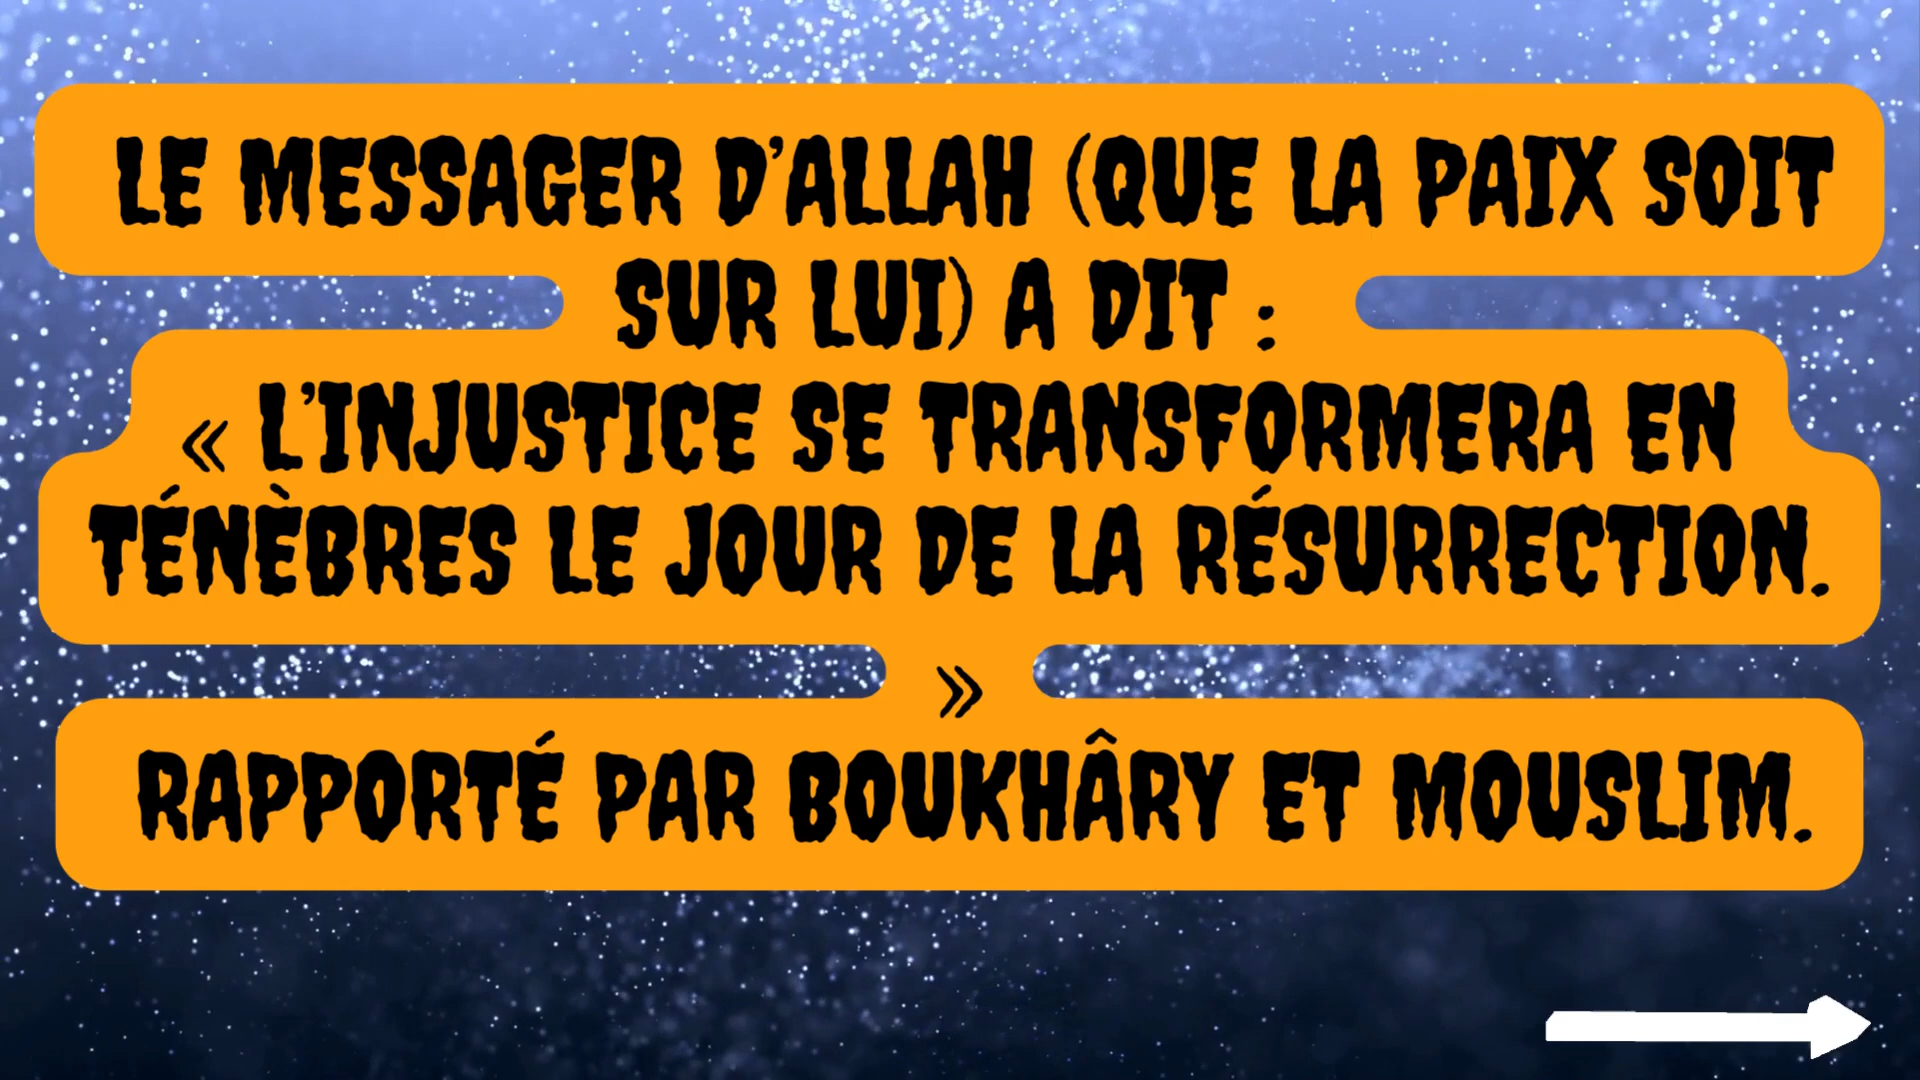 LE MESSAGER D'ALLAH (QUE LA PAIX SOIT
SUR LUI) A DIT :
« L'INJUSTICE SE TRANSFORMERA EN
TÉNÈBRES LE JOUR DE LA RÉSURRECTION.
»
RAPPORTÉ PAR BOUKHÂRY ET MOUSLIM.